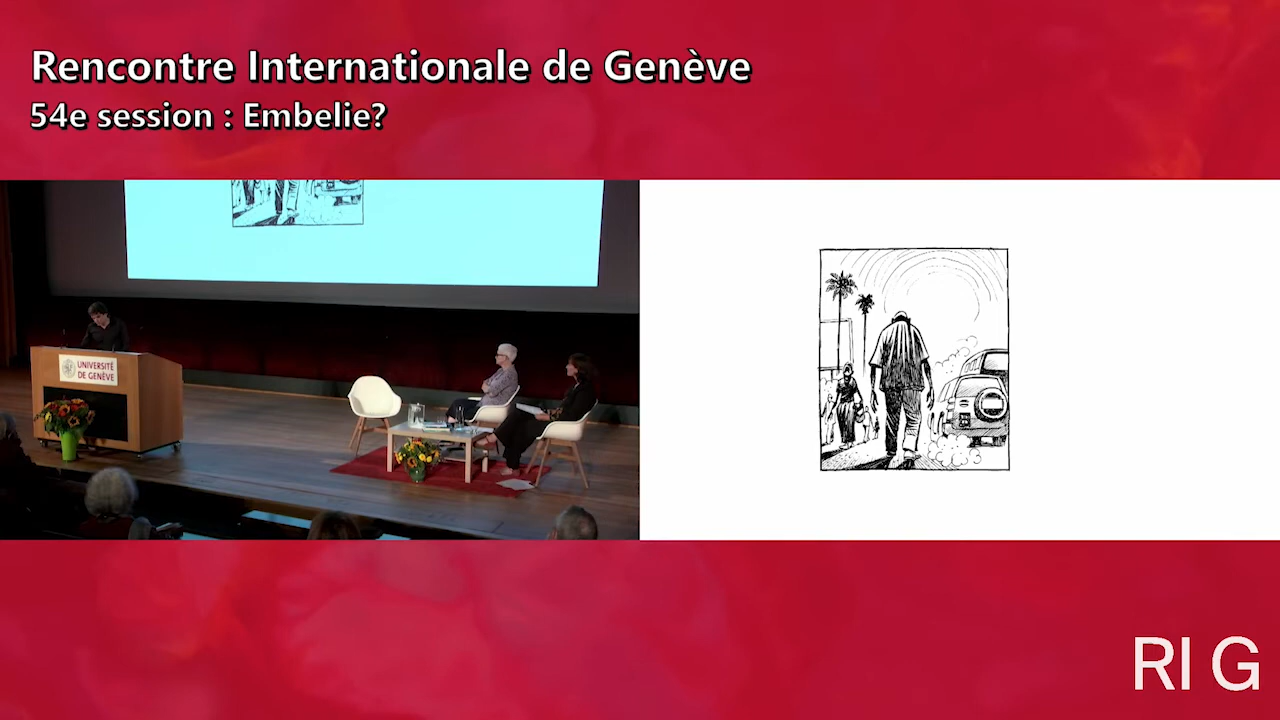 Rencontre Internationale de Genève
54e session : Embelie?
UNIVERSITÉ
DE GENÈVE
RI G